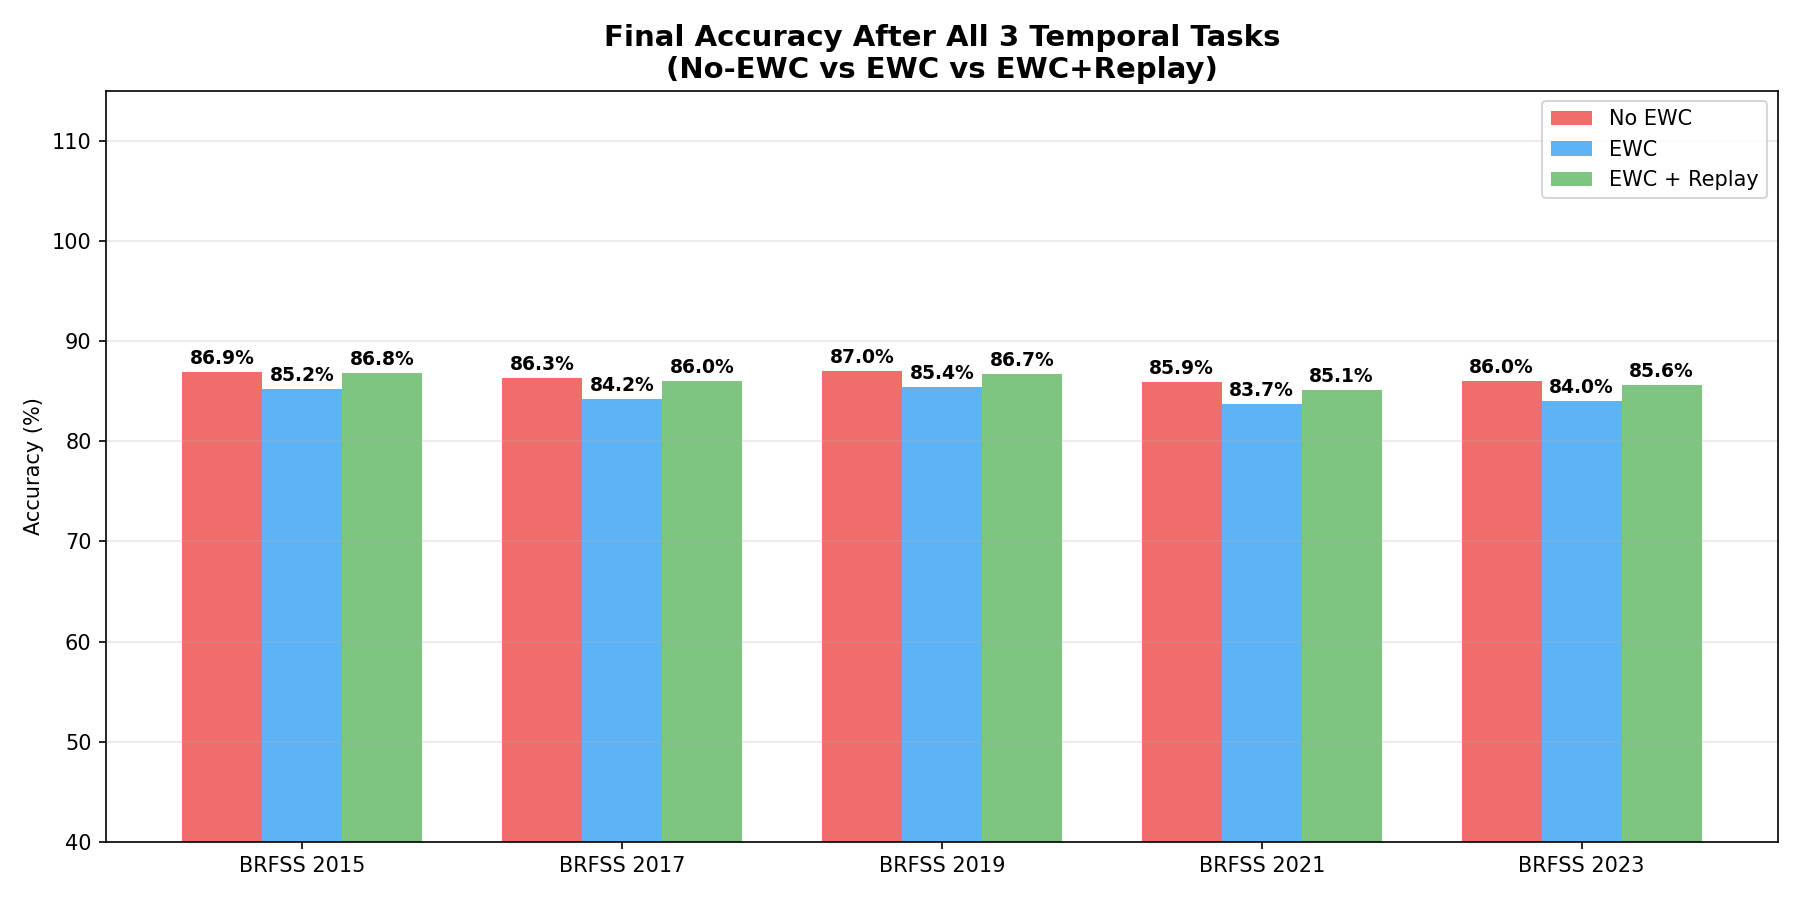 Final Accuracy After All 3 Temporal Tasks
(No-EWC vs EWC vs EWC+Replay)
No EWC
EWC
EWC + Replay
Accuracy (%)
110
100
90
80
70
60
50
40
86.9%
85.2%
86.8%
86.3%
84.2%
86.0%
87.0%
85.4%
86.7%
85.9%
83.7%
85.1%
86.0%
84.0%
85.6%
BRFSS 2015
BRFSS 2017
BRFSS 2019
BRFSS 2021
BRFSS 2023